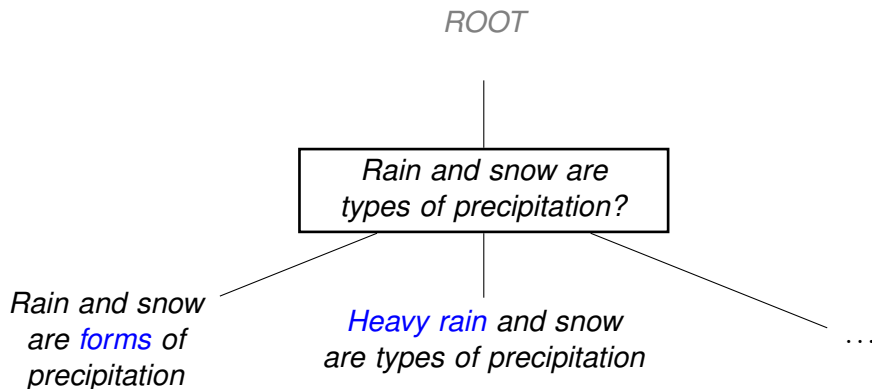 ROOT
Rain and snow are
types of precipitation?
Rain and snow
are forms of
precipitation
Heavy rain and snow
are types of precipitation
...